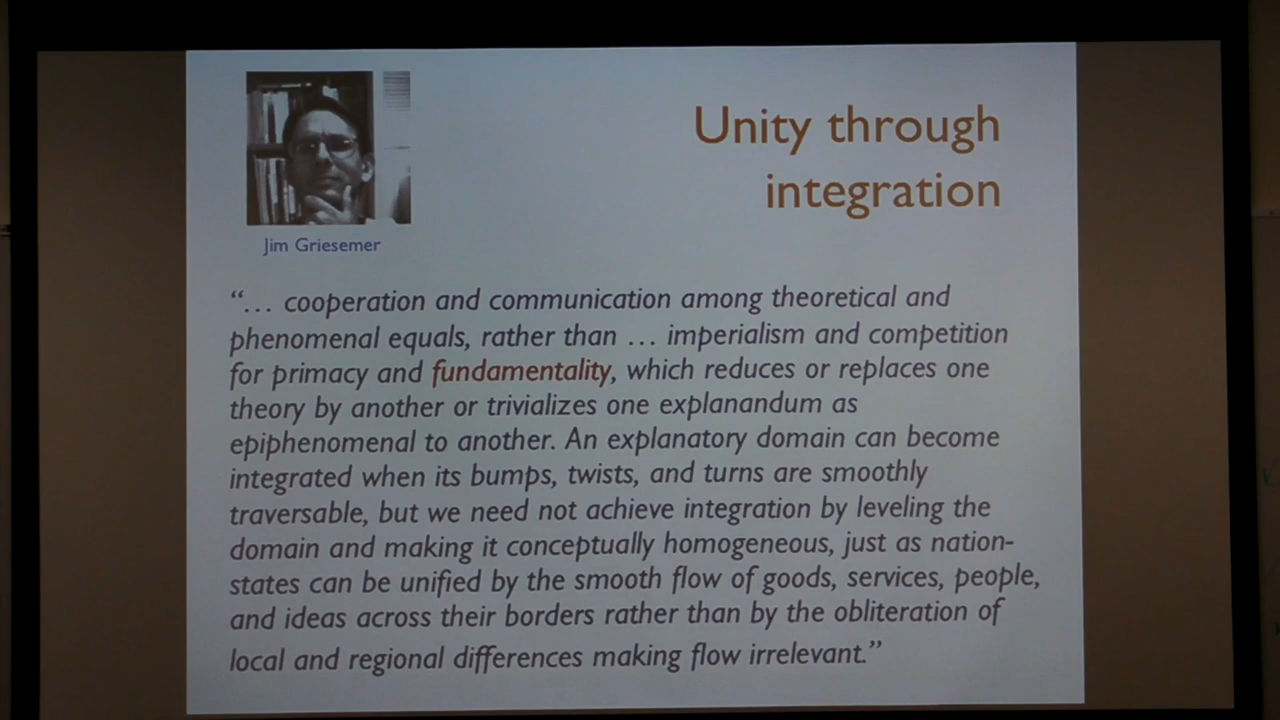 Unity through
integration
Jim Griesemer
“… cooperation and communication among theoretical and
phenomenal equals, rather than … imperialism and competition
for primacy and fundamentality, which reduces or replaces one
theory by another or trivializes one explanandum as
epiphenomenal to another. An explanatory domain can become
integrated when its bumps, twists, and turns are smoothly
traversable, but we need not achieve integration by leveling the
domain and making it conceptually homogeneous, just as nation-
states can be unified by the smooth flow of goods, services, people,
and ideas across their borders rather than by the obliteration of
local and regional differences making flow irrelevant.”